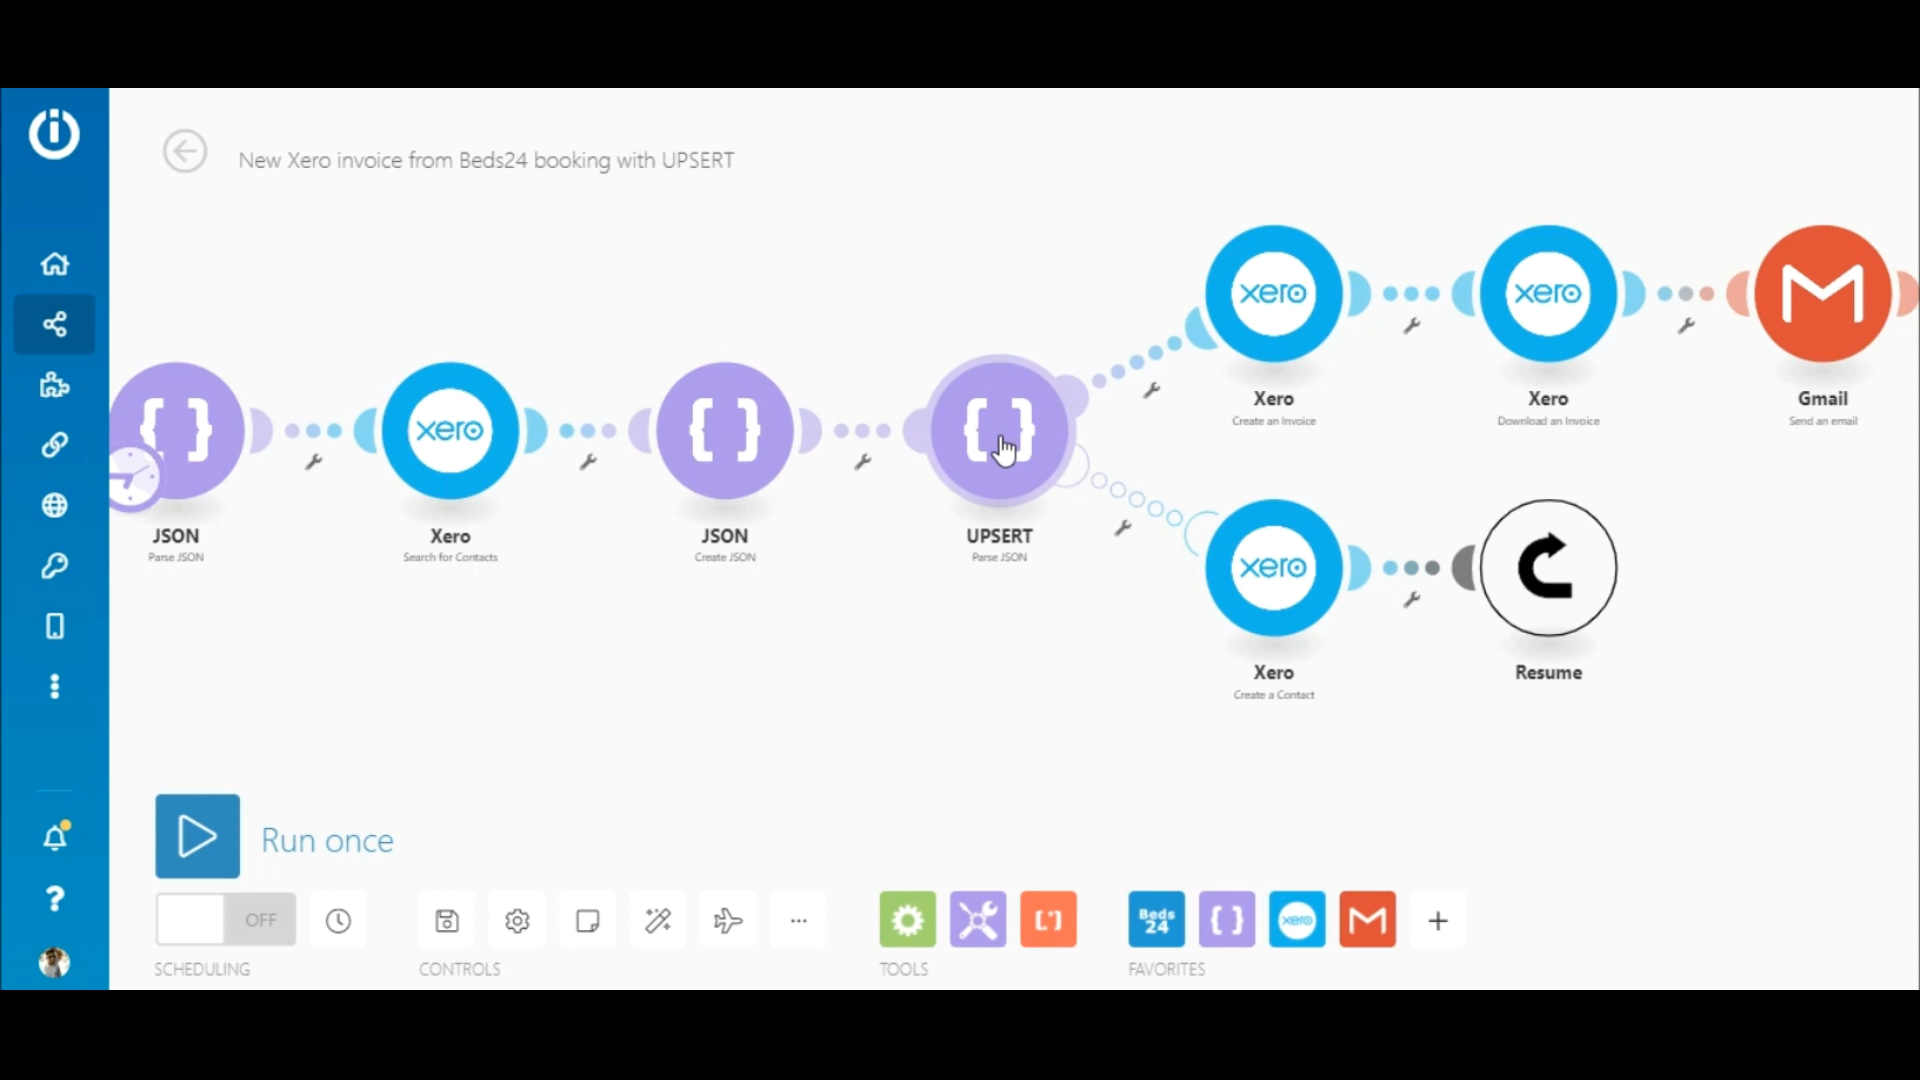 New Xero invoice from Beds24 booking with UPSERT
xero
xero
xero
xero
Xero
Create an Invoice
Xero
Download an Invoice
Gmail
Send an email
JSON
Parse JSON
Xero
Search for Contacts
JSON
Create JSON
UPSERT
Parse JSON
Xero
Create a Contact
Resume
Run once
OFF
Beds
24
xero
SCHEDULING
CONTROLS
TOOLS
FAVORITES